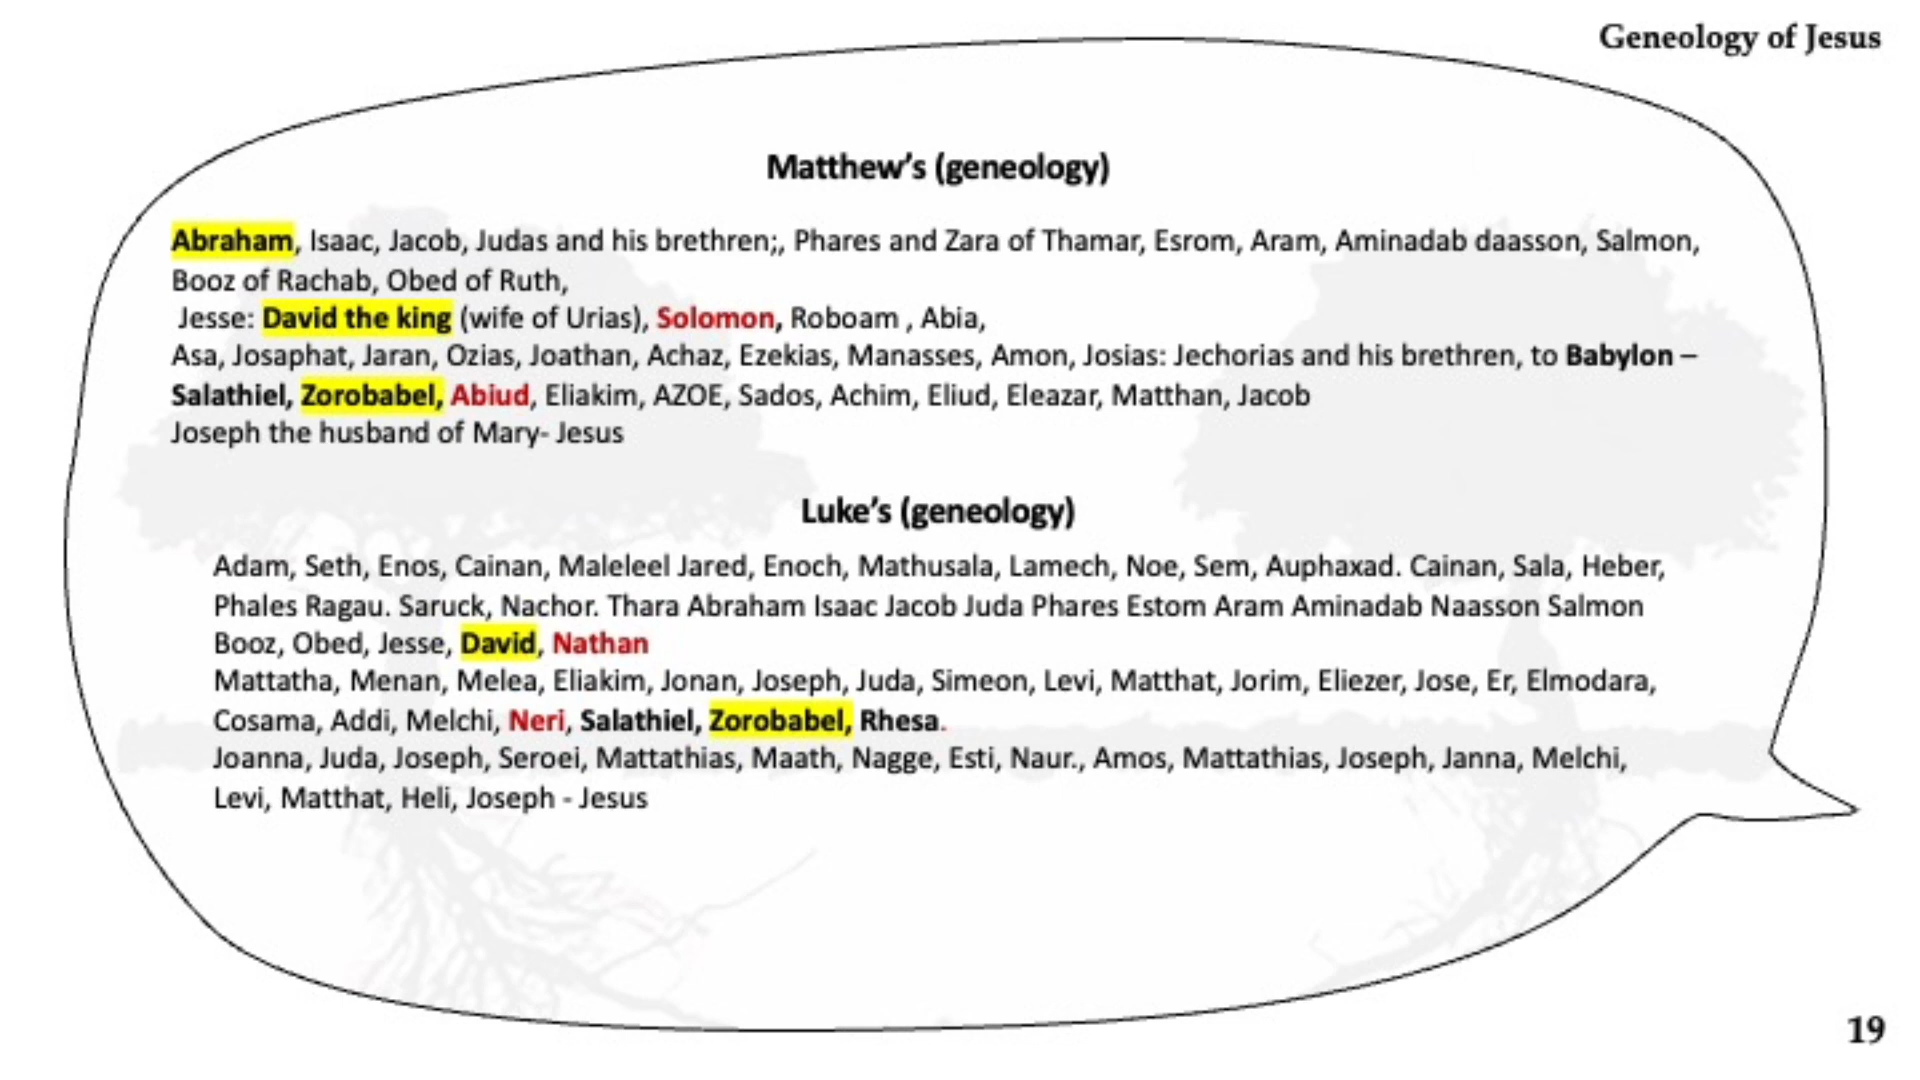 Geneology of Jesus
Matthew's (geneology)
Abraham, Isaac, Jacob, Judas and his brethren;, Phares and Zara of Thamar, Esrom, Aram, Aminadab daasson, Salmon,
Booz of Rachab, Obed of Ruth,
Jesse: David the king (wife of Urias), Solomon, Roboam , Abia,
Asa, Josaphat, Jaran, Ozias, Joathan, Achaz, Ezekias, Manasses, Amon, Josias: Jechorias and his brethren, to Babylon –
Salathiel, Zorobabel, Abiud, Eliakim, AZOE, Sados, Achim, Eliud, Eleazar, Matthan, Jacob
Joseph the husband of Mary- Jesus
Luke's (geneology)
Adam, Seth, Enos, Cainan, Maleleel Jared, Enoch, Mathusala, Lamech, Noe, Sem, Auphaxad. Cainan, Sala, Heber,
Phales Ragau. Saruck, Nachor. Thara Abraham Isaac Jacob Juda Phares Estom Aram Aminadab Naasson Salmon
Booz, Obed, Jesse, David, Nathan
Mattatha, Menan, Melea, Eliakim, Jonan, Joseph, Juda, Simeon, Levi, Matthat, Jorim, Eliezer, Jose, Er, Elmodara,
Cosama, Addi, Melchi, Neri, Salathiel, Zorobabel, Rhesa.
Joanna, Juda, Joseph, Seroei, Mattathias, Maath, Nagge, Esti, Naur., Amos, Mattathias, Joseph, Janna, Melchi,
Levi, Matthat, Heli, Joseph - Jesus
19